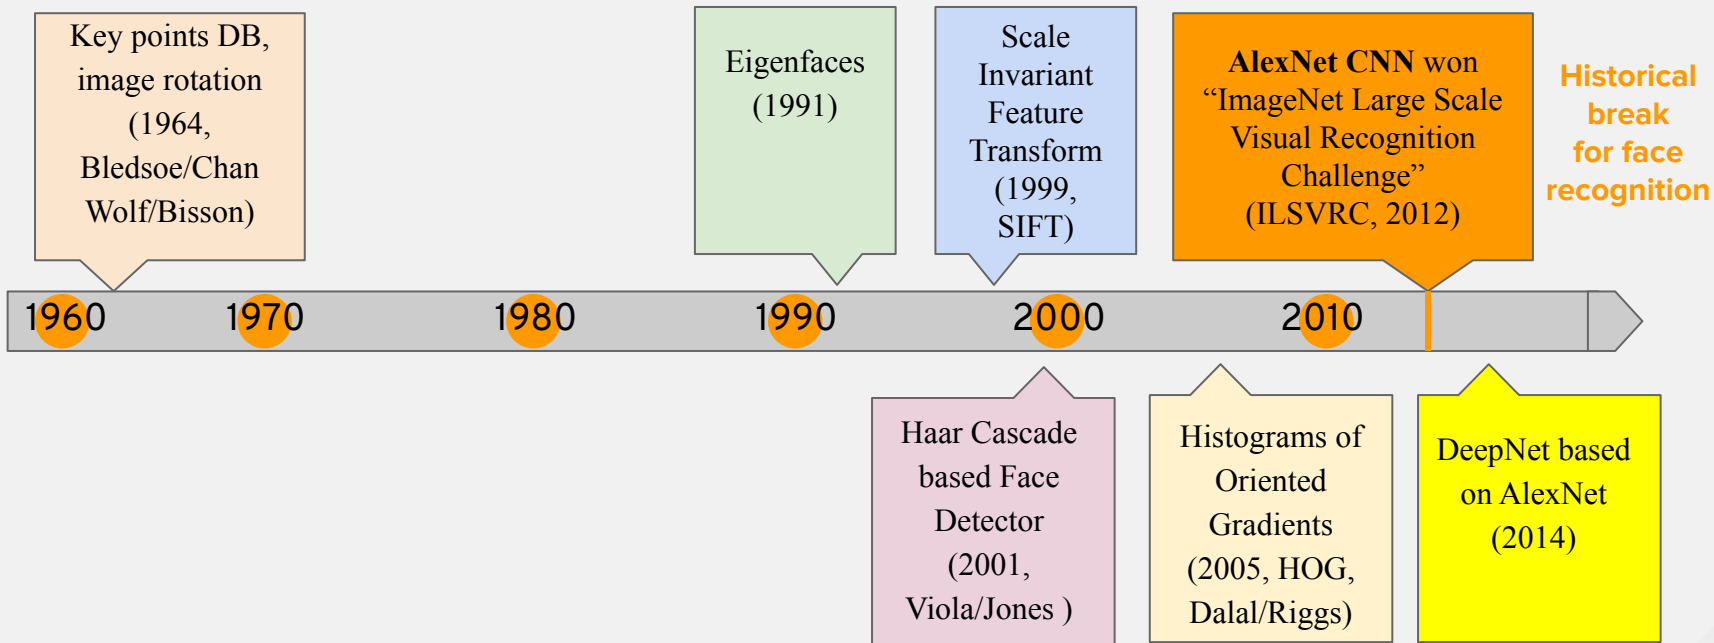 Key points DB,
image rotation
(1964,
Bledsoe/Chan
Wolf/Bisson)
Eigenfaces
(1991)
Scale
Invariant
Feature
Transform
(1999,
SIFT)
AlexNet CNN won
“ImageNet Large Scale
Visual Recognition
Challenge”
(ILSVRC, 2012)
Historical
break
for face
recognition
1960 1970 1980 1990 2000 2010
Haar Cascade
based Face
Detector
(2001,
Viola/Jones )
Histograms of
Oriented
Gradients
(2005, HOG,
Dalal/Riggs)
DeepNet based
on AlexNet
(2014)